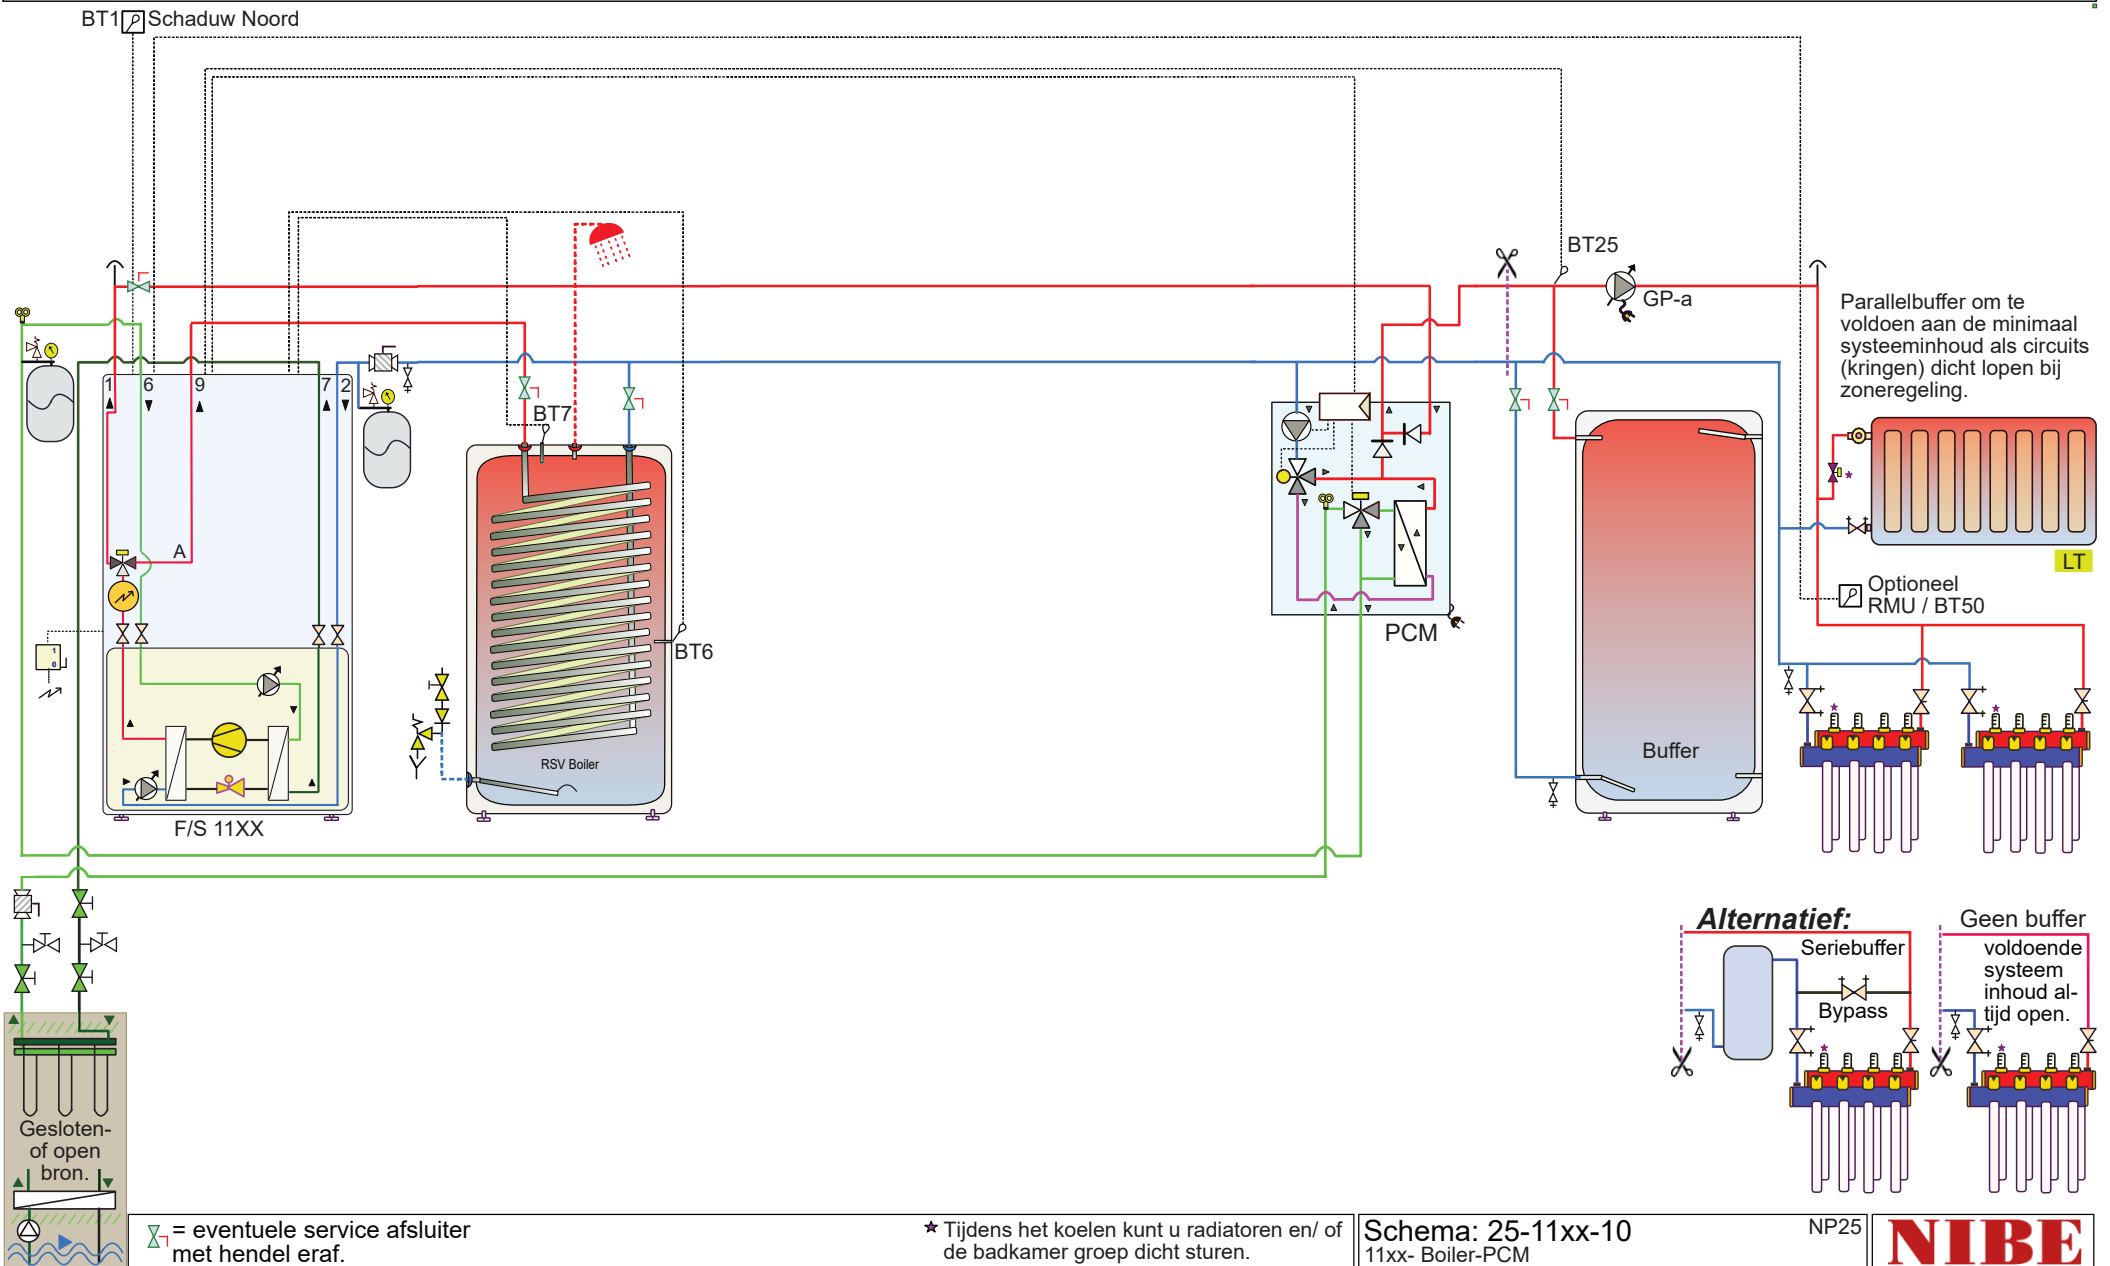 BT1
Schaduw Noord
BT25
GP-a
Parallelbuffer om te
voldoen aan de minimaal
systeeminhoud als circuits
(kringen) dicht lopen bij
zoneregeling.
1 6 9 7 2
BT7
A
LT
Optioneel
RMU / BT50
PCM
BT6
1
0
RSV Boiler
Buffer
F/S 11XX
Alternatief:
Geen buffer
Seriebuffer
Bypass
voldoende
systeem
inhoud al-
tijd open.
Gesloten-
of open
bron.
= eventuele service afsluiter
met hendel eraf.
Tijdens het koelen kunt u radiatoren en/ of
de badkamer groep dicht sturen.
Schema: 25-11xx-10
11xx- Boiler-PCM
NP25
NIBE